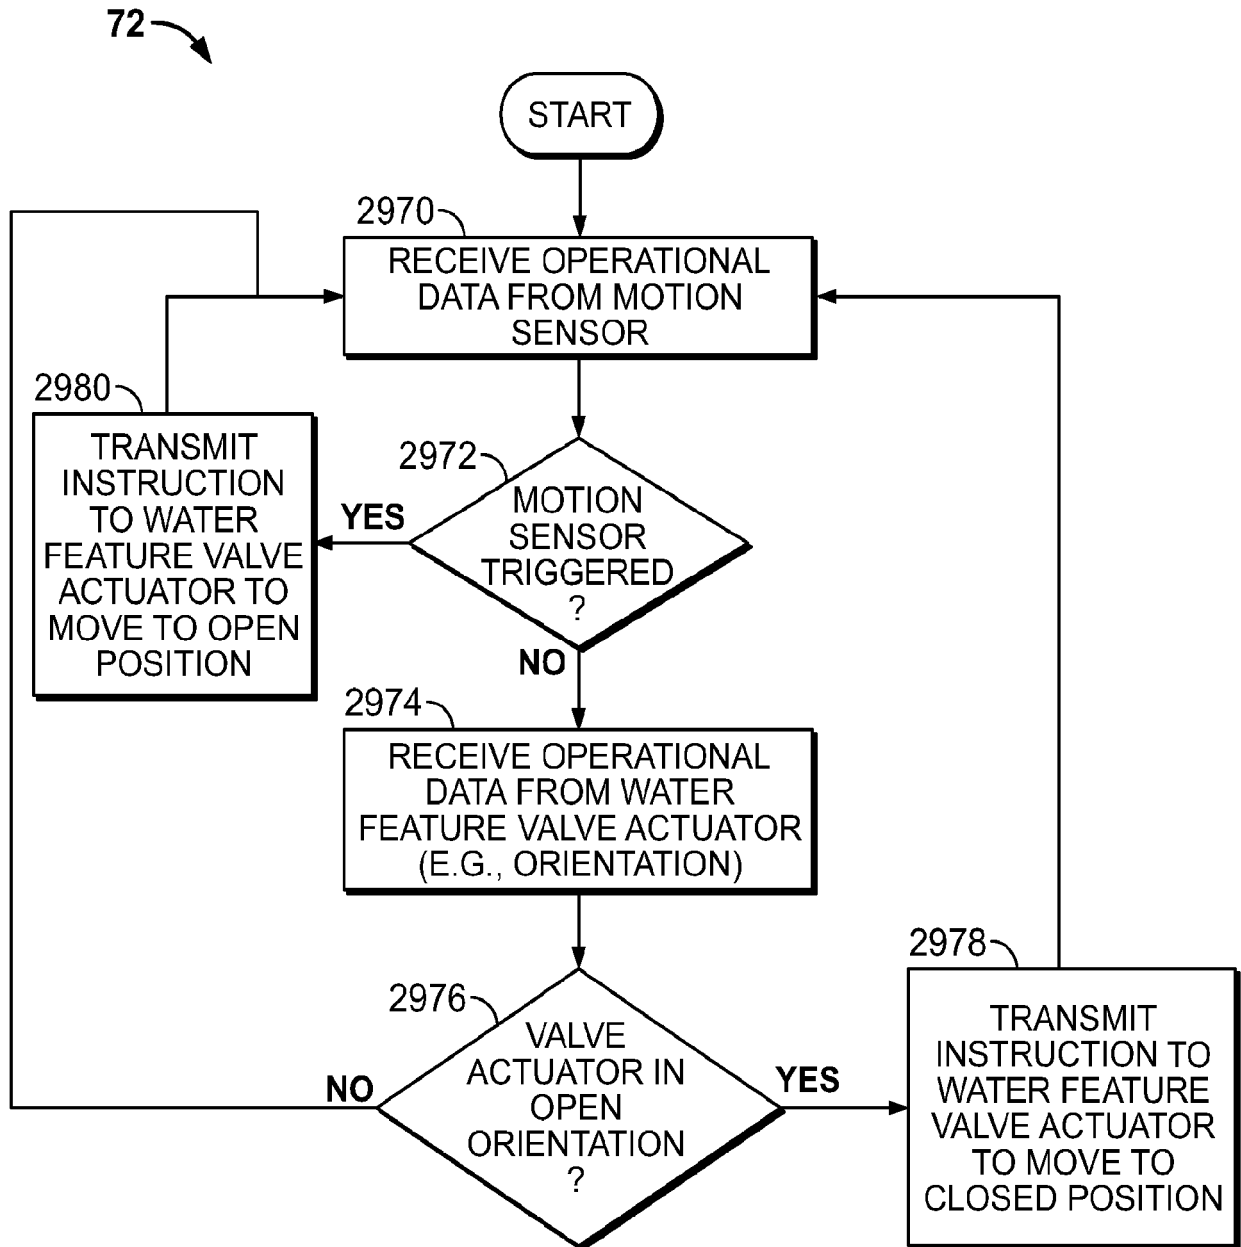 72
START
2970
RECEIVE OPERATIONAL
DATA FROM MOTION
SENSOR
2980
TRANSMIT
INSTRUCTION
TO WATER
FEATURE VALVE
ACTUATOR TO
MOVE TO OPEN
POSITION
2972
YES
MOTION
SENSOR
TRIGGERED
?
NO
2974
RECEIVE OPERATIONAL
DATA FROM WATER
FEATURE VALVE ACTUATOR
(E.G., ORIENTATION)
2976
NO
VALVE
ACTUATOR IN
OPEN
ORIENTATION
?
YES
2978
TRANSMIT
INSTRUCTION TO
WATER FEATURE
VALVE ACTUATOR
TO MOVE TO
CLOSED POSITION